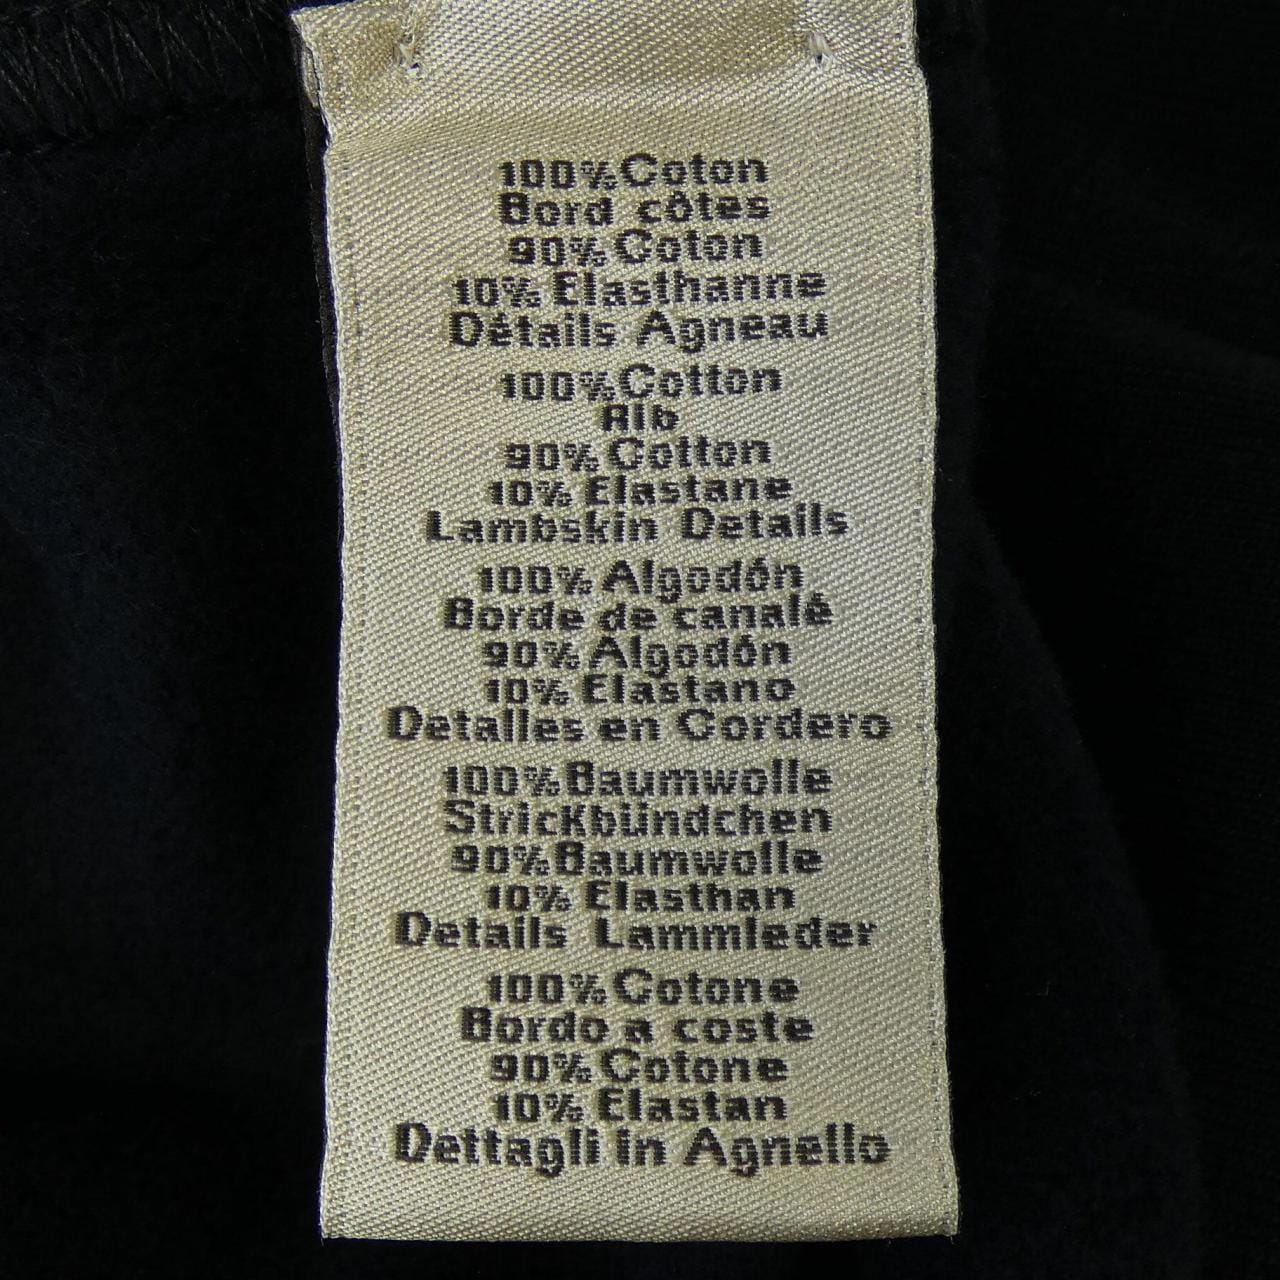 100% Coton
Bord côtes
90% Coton
10% Elasthanne
Détails Agneau
100% Cotton
Rib
90% Cotton
10% Elastane
Lambskin Details
100% Algodón
Borde de canalé
90% Algodón
10% Elastano
Detalles en Cordero
100% Baumwolle
Strickbündchen
90% Baumwolle
10% Elasthan
Details Lammleder
100% Cotone
Bordo a coste
90% Cotone
10% Elastan
Dettagli in Agnello